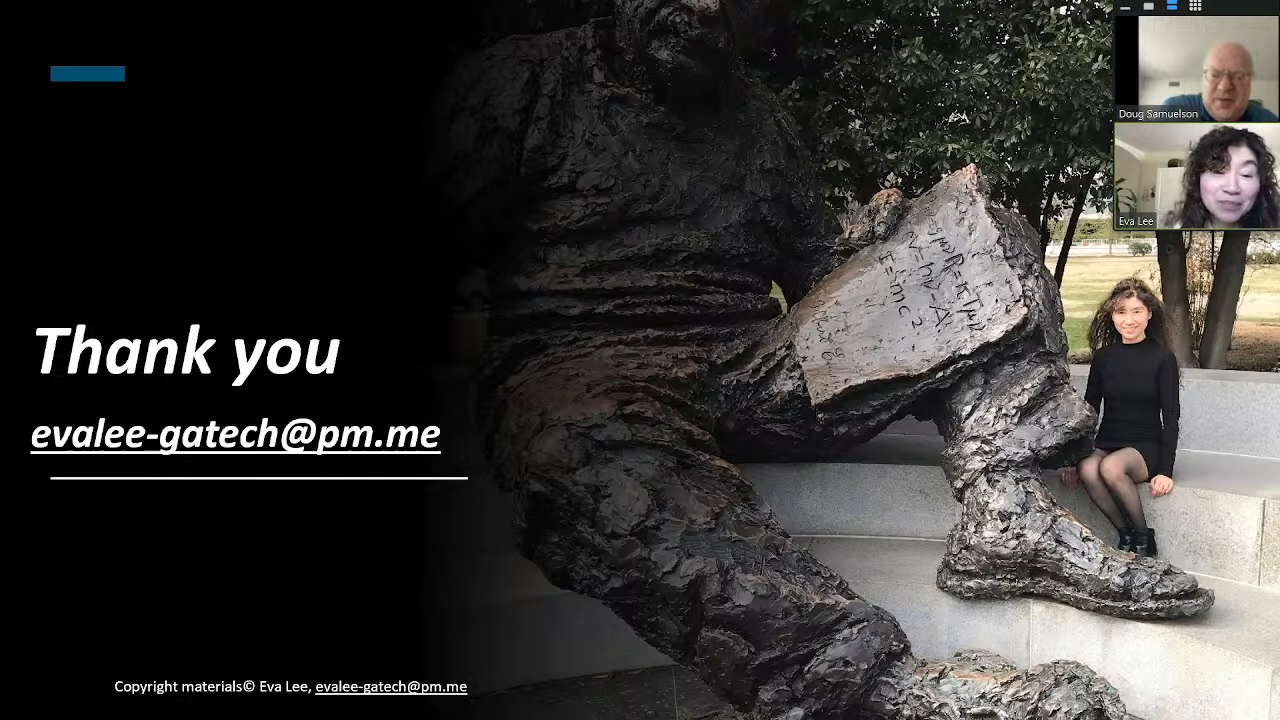 Thank you
evalee-gatech@pm.me
Copyright materials© Eva Lee, evalee-gatech@pm.me
Doug Samuelson
Eva Lee
E=mc2